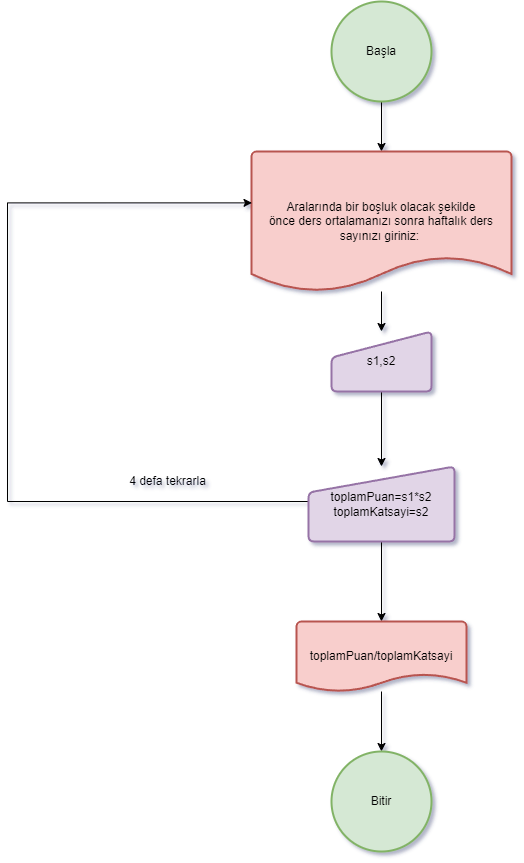 Başla
Aralarında bir boşluk olacak şekilde
önce ders ortalamanızı sonra haftalık ders
sayınızı giriniz:
s1,s2
4 defa tekrarla
toplamPuan=s1*s2
toplamKatsayi=s2
toplamPuan/toplamKatsayi
Bitir